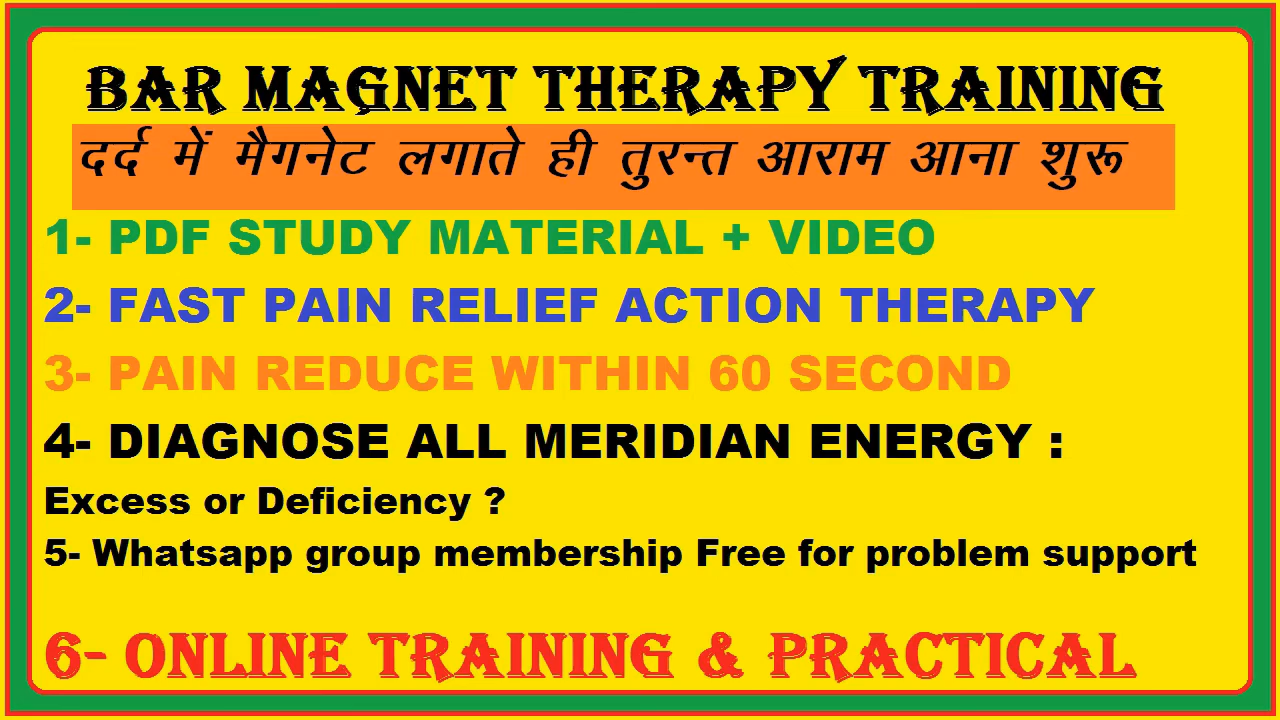 BAR MAGNET THERAPY TRAINING
दर्द में मैगनेट लगाते ही तुरन्त आराम आना शुरू
1- PDF STUDY MATERIAL + VIDEO
2- FAST PAIN RELIEF ACTION THERAPY
3- PAIN REDUCE WITHIN 60 SECOND
4- DIAGNOSE ALL MERIDIAN ENERGY :
Excess or Deficiency ?
5- Whatsapp group membership Free for problem support
6- ONLINE TRAINING & PRACTICAL